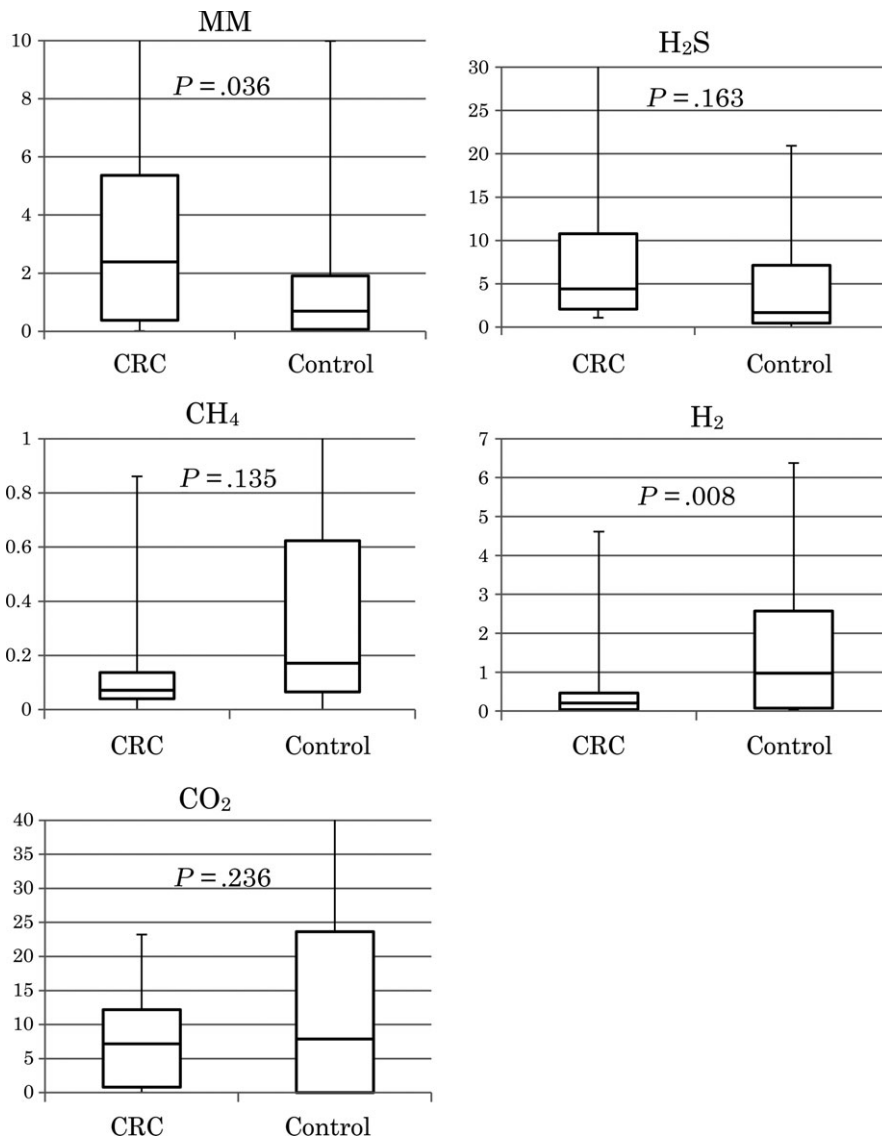 MM
10
8
6
4
2
0
P = .036
CRC Control
H₂S
30
25
20
15
10
5
0
P = .163
CRC Control
CH₄
1
0.8
0.6
0.4
0.2
0
P = .135
CRC Control
H₂
7
6
5
4
3
2
1
0
P = .008
CRC Control
CO₂
40
35
30
25
20
15
10
5
0
P = .236
CRC Control